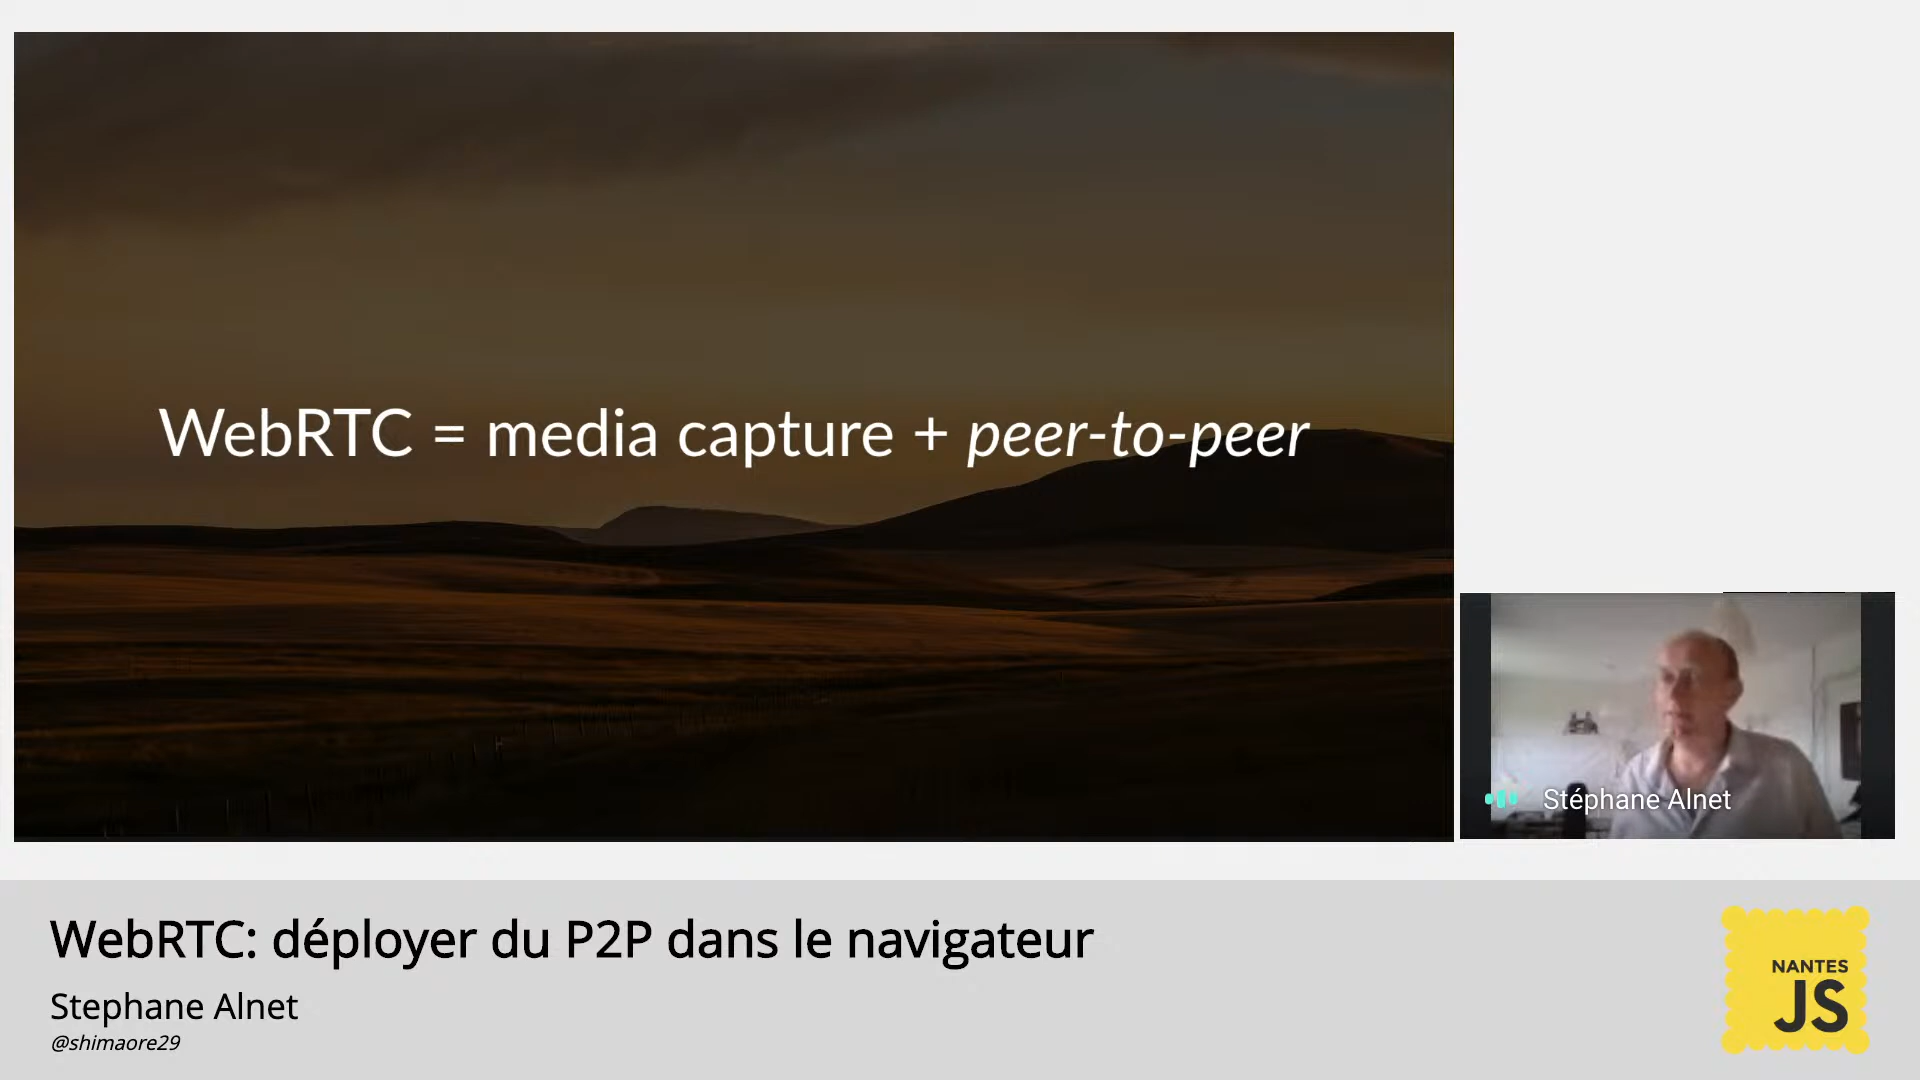 WebRTC = media capture + peer-to-peer
Stéphane Alnet
WebRTC: déployer du P2P dans le navigateur
Stephane Alnet
@shimaore29
NANTES
JS